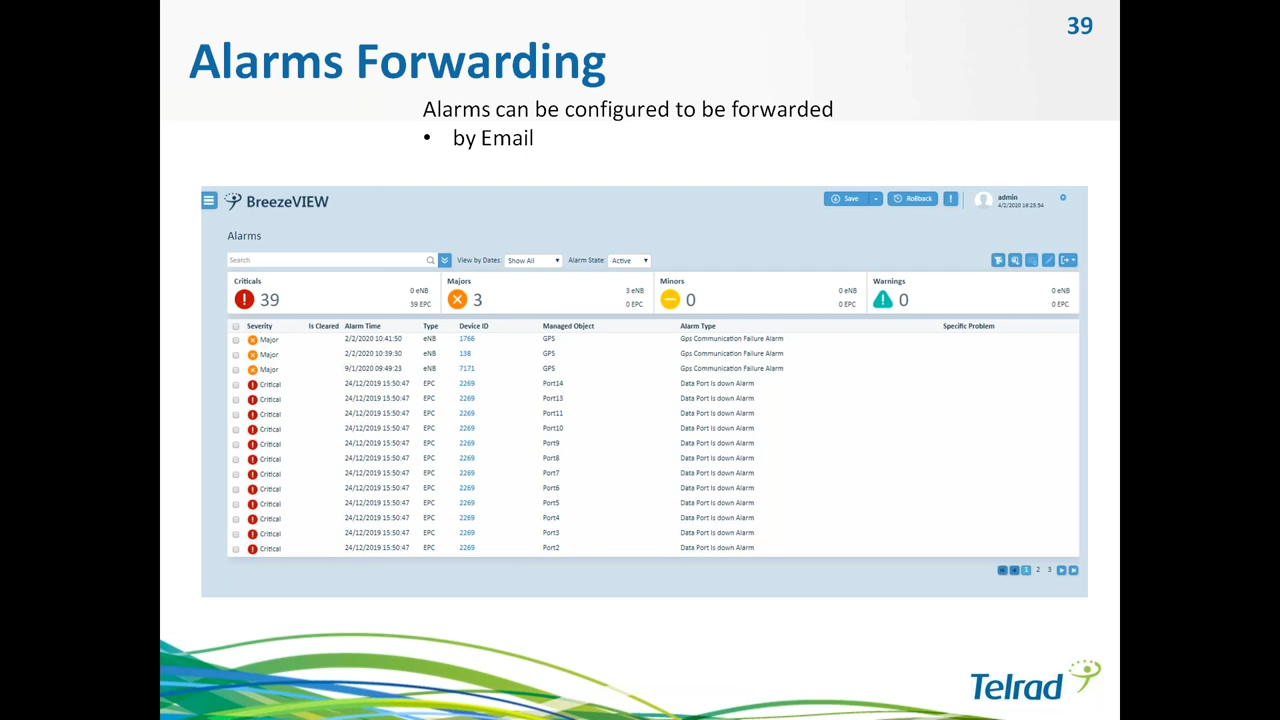 39
Alarms Forwarding
Alarms can be configured to be forwarded
• by Email
BreezeVIEW
Save
Rollback
admin
4/2/2020 16:25:54
Alarms
Search
View by Dates: Show All
Alarm State: Active
Criticals
39
0 eNB
39 EPC
Majors
3
3 eNB
0 EPC
Minors
0
0 eNB
0 EPC
Warnings
0
0 eNB
0 EPC
Severity Is Cleared Alarm Time Type Device ID Managed Object Alarm Type Specific Problem
Major 2/2/2020 10:41:50 eNB 1766 GPS Gps Communication Failure Alarm
Major 2/2/2020 10:39:30 eNB 138 GPS Gps Communication Failure Alarm
Major 9/1/2020 09:49:23 eNB 7171 GPS Gps Communication Failure Alarm
Critical 24/12/2019 15:50:47 EPC 2269 Port14 Data Port Is down Alarm
Critical 24/12/2019 15:50:47 EPC 2269 Port13 Data Port Is down Alarm
Critical 24/12/2019 15:50:47 EPC 2269 Port11 Data Port Is down Alarm
Critical 24/12/2019 15:50:47 EPC 2269 Port10 Data Port Is down Alarm
Critical 24/12/2019 15:50:47 EPC 2269 Port9 Data Port Is down Alarm
Critical 24/12/2019 15:50:47 EPC 2269 Port8 Data Port Is down Alarm
Critical 24/12/2019 15:50:47 EPC 2269 Port7 Data Port Is down Alarm
Critical 24/12/2019 15:50:47 EPC 2269 Port6 Data Port Is down Alarm
Critical 24/12/2019 15:50:47 EPC 2269 Port5 Data Port Is down Alarm
Critical 24/12/2019 15:50:47 EPC 2269 Port4 Data Port Is down Alarm
Critical 24/12/2019 15:50:47 EPC 2269 Port3 Data Port Is down Alarm
Critical 24/12/2019 15:50:47 EPC 2269 Port2 Data Port Is down Alarm
1 2 3
Telrad